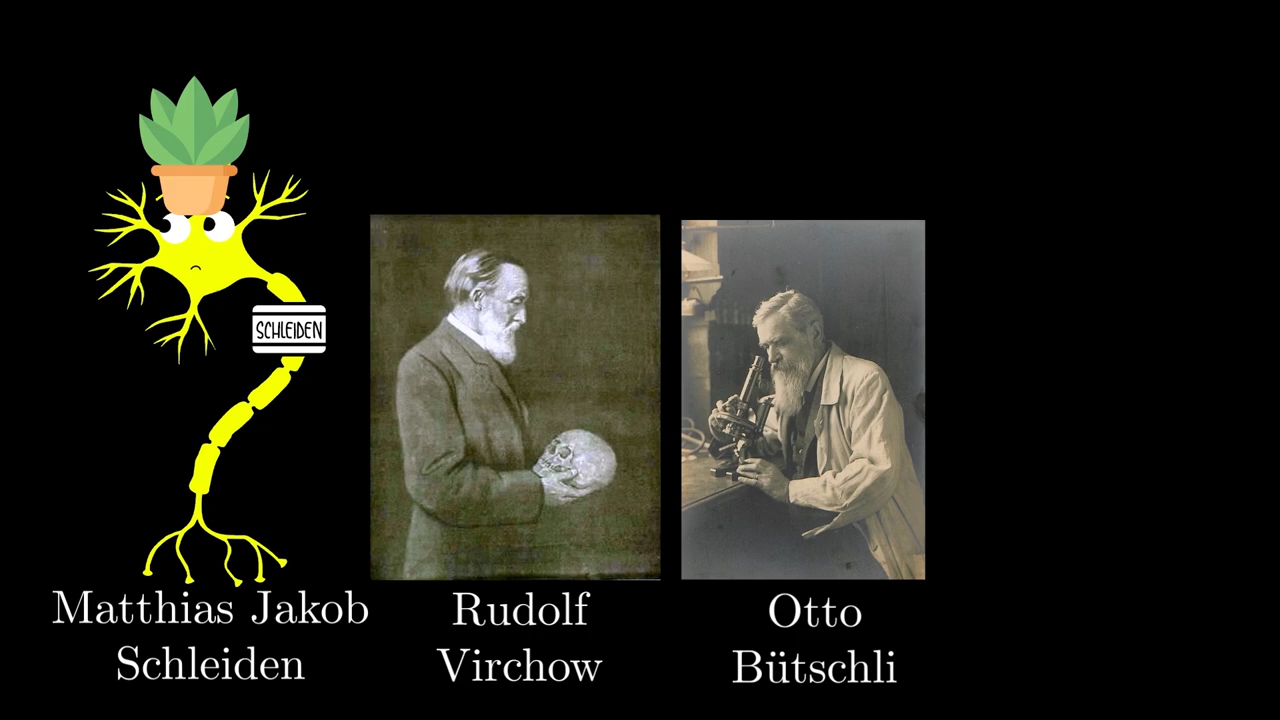 SCHLEIDEN
Matthias Jakob
Schleiden
Rudolf
Virchow
Otto
Bütschli